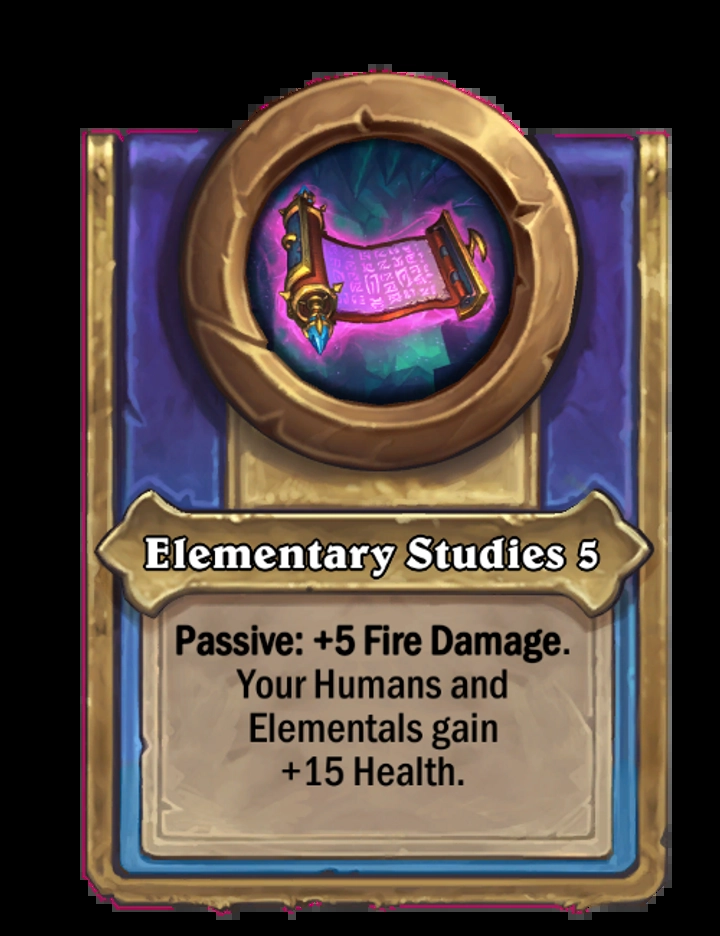 Elementary Studies 5
Passive: +5 Fire Damage.
Your Humans and
Elementals gain
+15 Health.